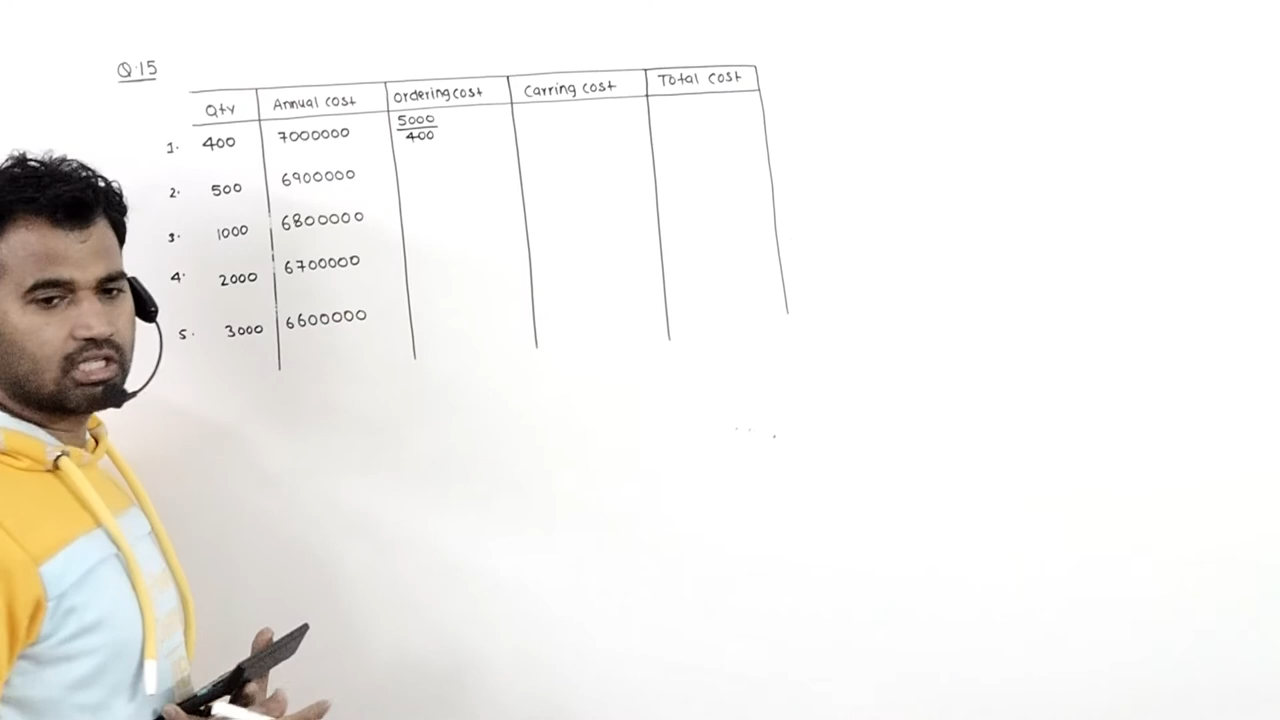 Q.15
Qty Annual cost ordering cost Carring cost Total cost
1. 400 7000000 5000/400
2. 500 6900000
3. 1000 6800000
4. 2000 6700000
5. 3000 6600000